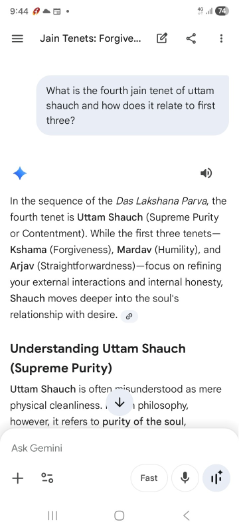 9:44
74
Jain Tenets: Forgive...
What is the fourth jain tenet of uttam
shauch and how does it relate to first
three?
In the sequence of the Das Lakshana Parva, the
fourth tenet is Uttam Shauch (Supreme Purity
or Contentment). While the first three tenets—
Kshama (Forgiveness), Mardav (Humility), and
Arjav (Straightforwardness)—focus on refining
your external interactions and internal honesty,
Shauch moves deeper into the soul's
relationship with desire.
Understanding Uttam Shauch
(Supreme Purity)
Uttam Shauch is often misunderstood as mere
physical cleanliness. philosophy,
however, it refers to purity of the soul,
Ask Gemini
Fast